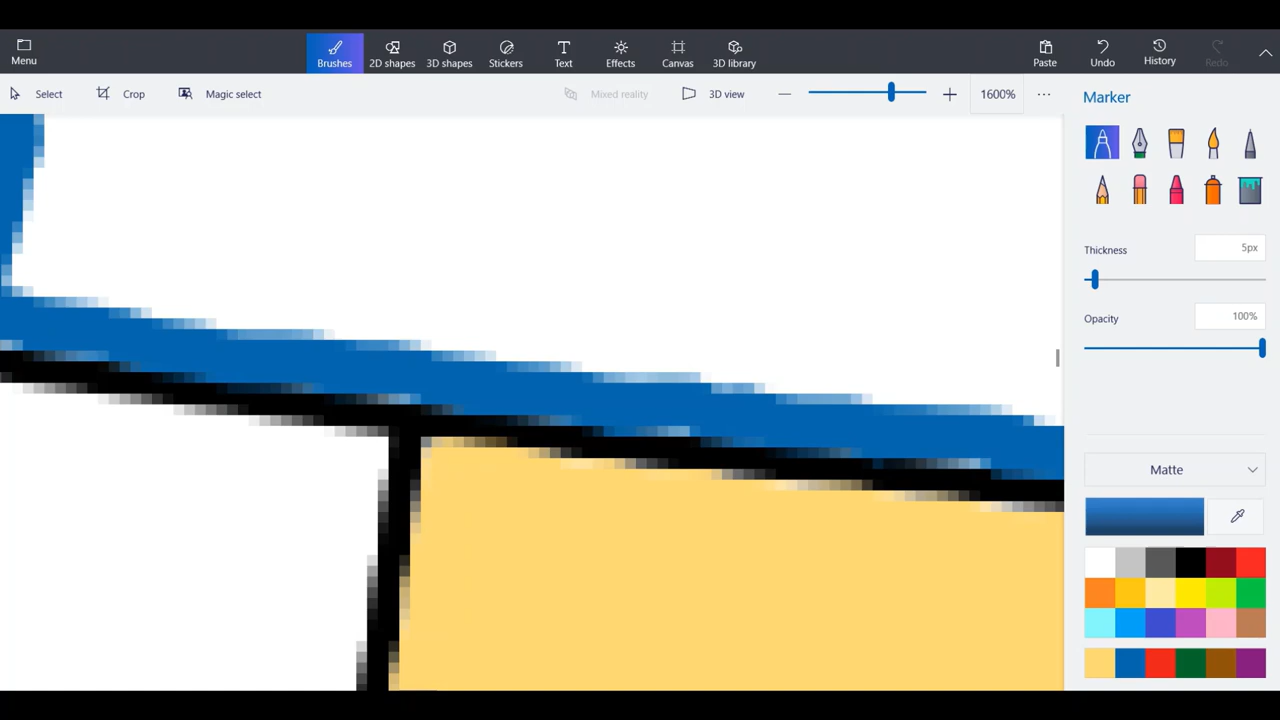 Menu
Brushes
2D shapes
3D shapes
Stickers
Text
Effects
Canvas
3D library
Paste
Undo
History
Redo
Select
Crop
Magic select
Mixed reality
3D view
1600%
Marker
Thickness
5px
Opacity
100%
Matte